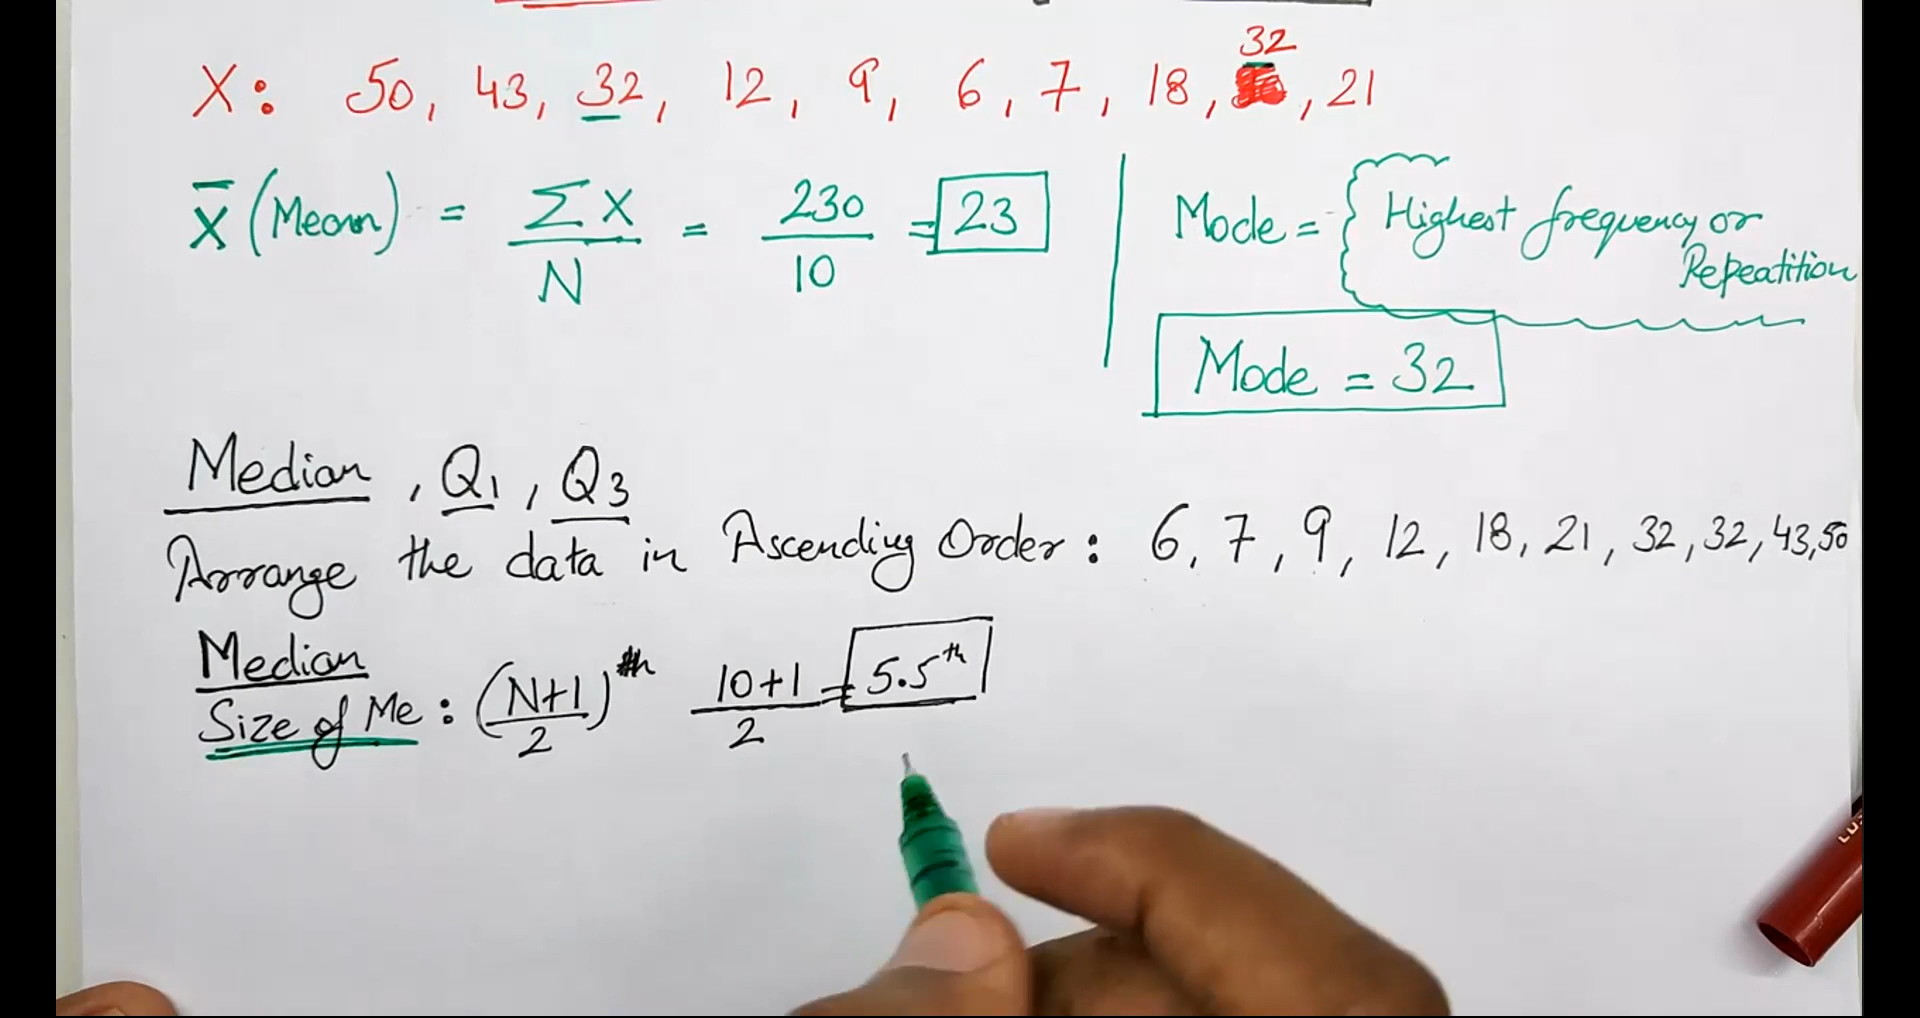 32
X: 50, 43, 32, 12, 9, 6, 7, 18, , 21
X̅ (Mean) = ΣX / N = 230 / 10 = 23
Mode = { Highest frequency or
Repeatition
Mode = 32
Median, Q1, Q3
Arrange the data in Ascending Order: 6, 7, 9, 12, 18, 21, 32, 32, 43, 50
Median
Size of Me : (N+1 / 2)th 10+1 / 2 = 5.5th